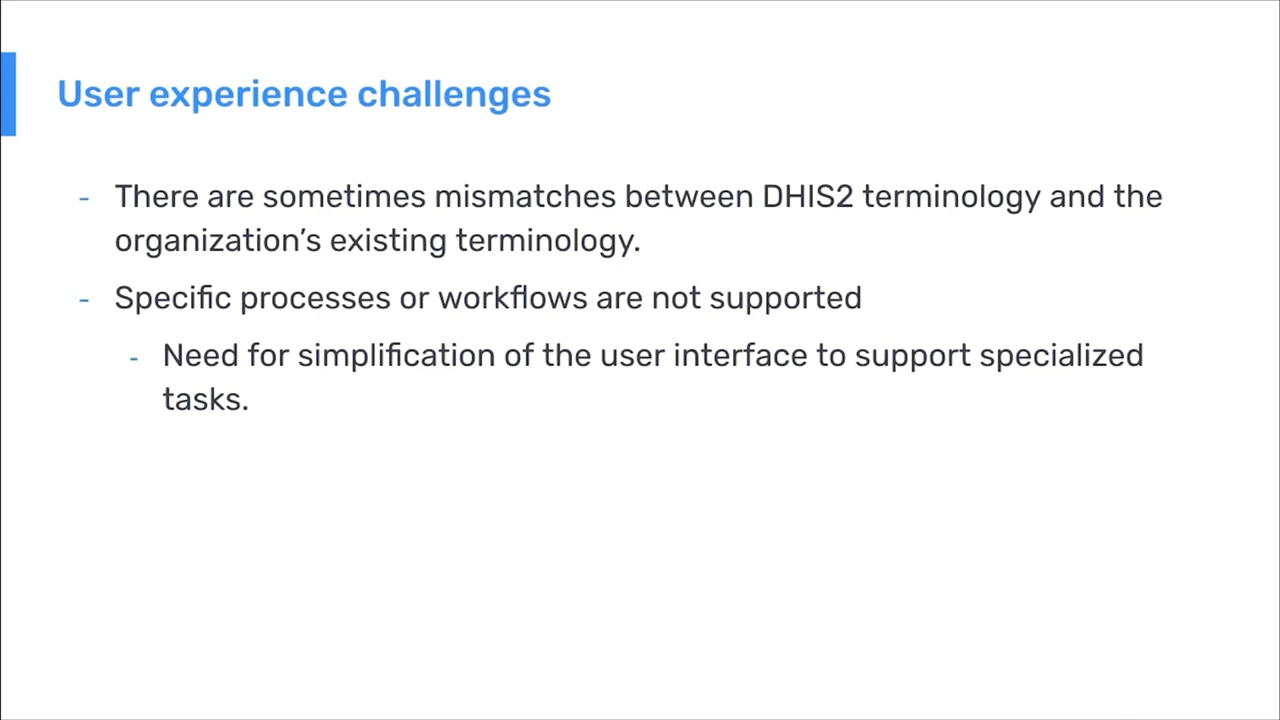 User experience challenges
- There are sometimes mismatches between DHIS2 terminology and the
organization’s existing terminology.
- Specific processes or workflows are not supported
- Need for simplification of the user interface to support specialized
tasks.